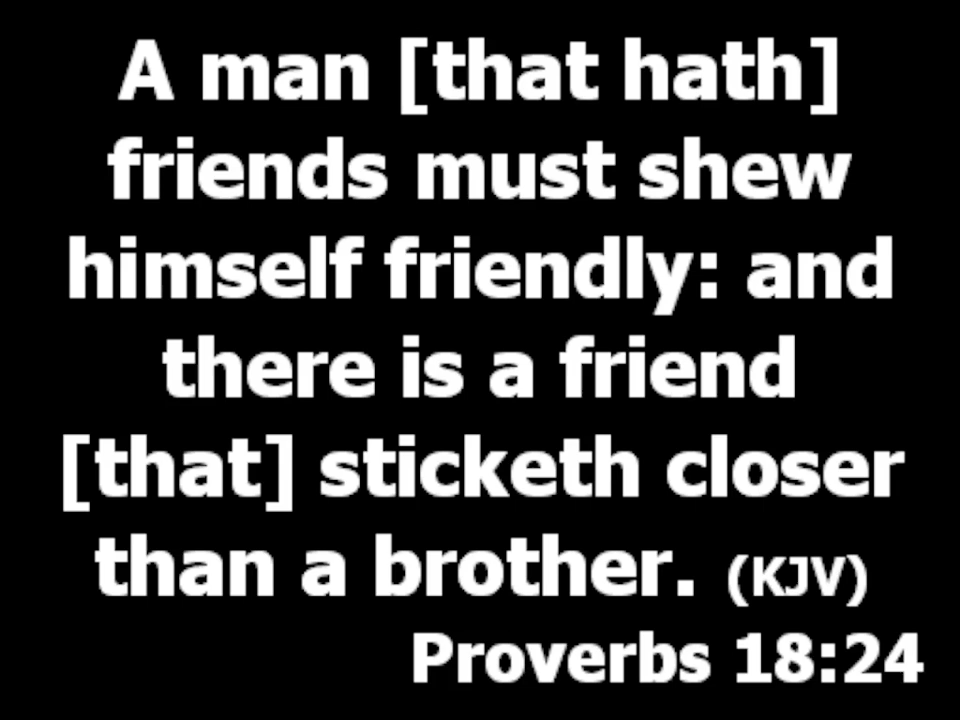 A man [that hath]
friends must shew
himself friendly: and
there is a friend
[that] sticketh closer
than a brother. (KJV)
Proverbs 18:24